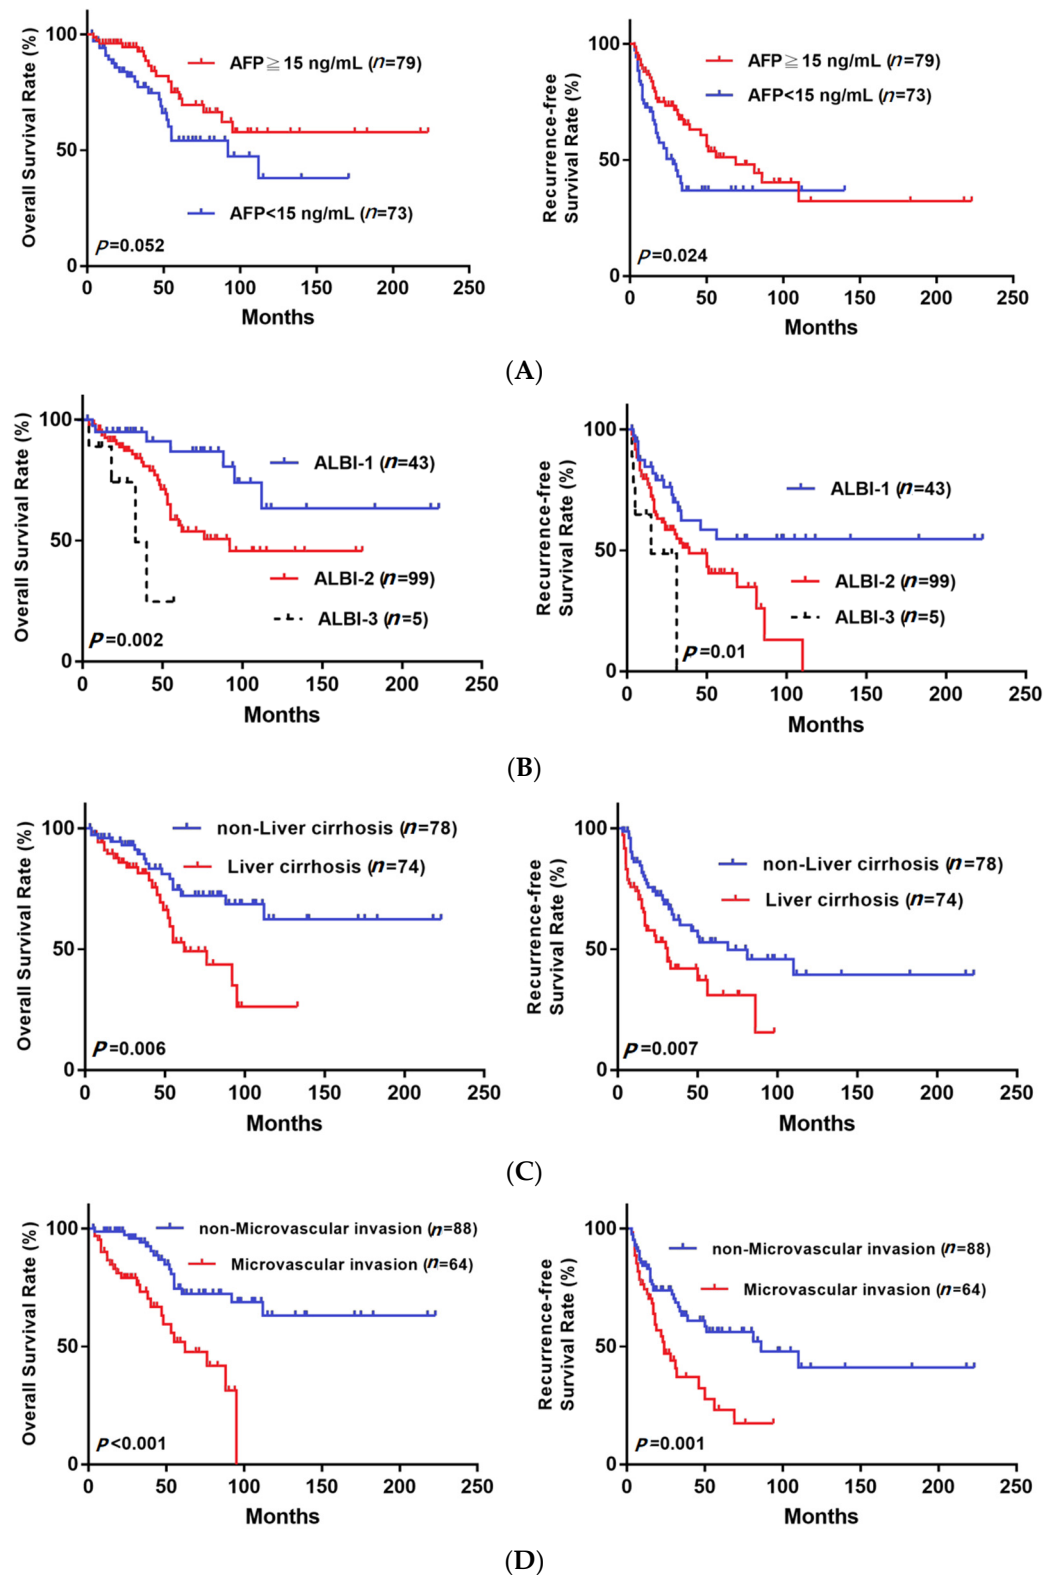 Overall Survival Rate (%)
100
50
0
AFP≧ 15 ng/mL (n=79)
AFP<15 ng/mL (n=73)
P=0.052
0 50 100 150 200 250
Months
Recurrence-free
Survival Rate (%)
100
50
0
AFP≧ 15 ng/mL (n=79)
AFP<15 ng/mL (n=73)
P=0.024
0 50 100 150 200 250
Months
(A)
Overall Survival Rate (%)
100
50
0
ALBI-1 (n=43)
ALBI-2 (n=99)
ALBI-3 (n=5)
P=0.002
0 50 100 150 200 250
Months
Recurrence-free
Survival Rate (%)
100
50
0
ALBI-1 (n=43)
ALBI-2 (n=99)
ALBI-3 (n=5)
P=0.01
0 50 100 150 200 250
Months
(B)
Overall Survival Rate (%)
100
50
0
non-Liver cirrhosis (n=78)
Liver cirrhosis (n=74)
P=0.006
0 50 100 150 200 250
Months
Recurrence-free
Survival Rate (%)
100
50
0
non-Liver cirrhosis (n=78)
Liver cirrhosis (n=74)
P=0.007
0 50 100 150 200 250
Months
(C)
Overall Survival Rate (%)
100
50
0
non-Microvascular invasion (n=88)
Microvascular invasion (n=64)
P<0.001
0 50 100 150 200 250
Months
Recurrence-free
Survival Rate (%)
100
50
0
non-Microvascular invasion (n=88)
Microvascular invasion (n=64)
P=0.001
0 50 100 150 200 250
Months
(D)